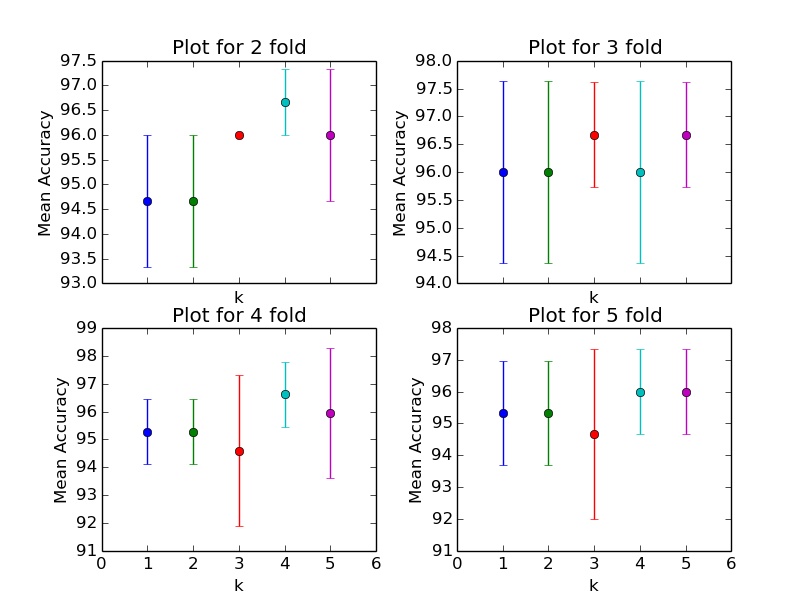 Plot for 2 fold
Mean Accuracy
97.5
97.0
96.5
96.0
95.5
95.0
94.5
94.0
93.5
93.0
k
Plot for 3 fold
Mean Accuracy
98.0
97.5
97.0
96.5
96.0
95.5
95.0
94.5
94.0
k
Plot for 4 fold
Mean Accuracy
99
98
97
96
95
94
93
92
91
0 1 2 3 4 5 6
k
Plot for 5 fold
Mean Accuracy
98
97
96
95
94
93
92
91
0 1 2 3 4 5 6
k